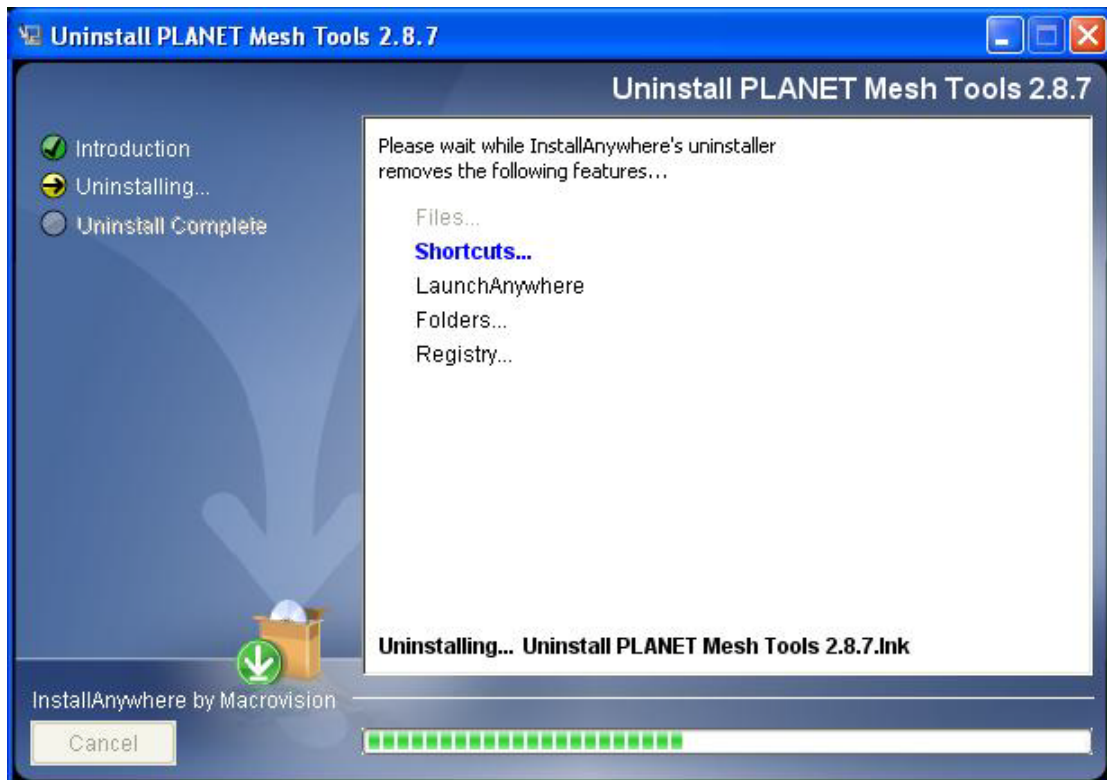 Uninstall PLANET Mesh Tools 2.8.7
Uninstall PLANET Mesh Tools 2.8.7
Introduction
Uninstalling...
Uninstall Complete
Please wait while InstallAnywhere's uninstaller
removes the following features...
Files...
Shortcuts...
LaunchAnywhere
Folders...
Registry...
Uninstalling... Uninstall PLANET Mesh Tools 2.8.7.lnk
InstallAnywhere by Macrovision
Cancel